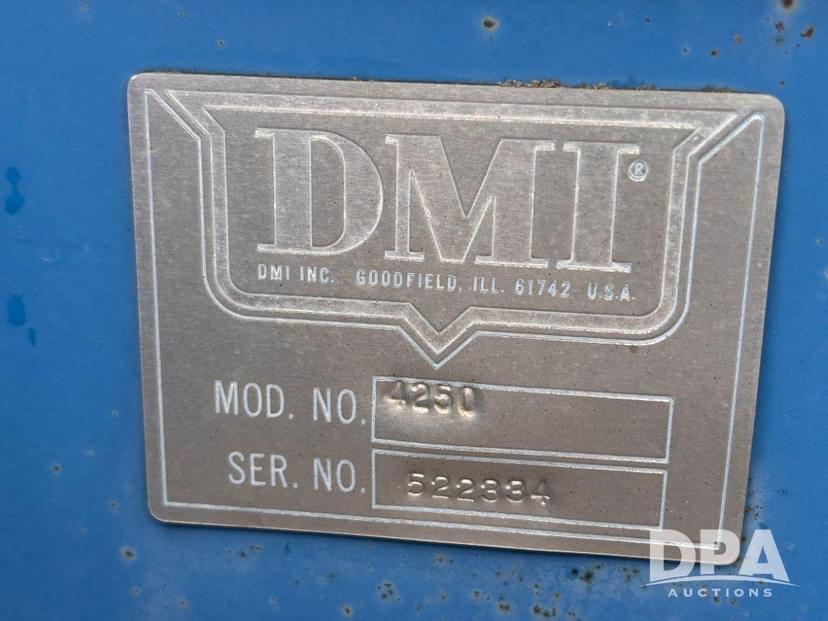 DMI®
DMI INC. GOODFIELD, ILL. 61742 U.S.A.
MOD. NO. 4250
SER. NO. 522334
DPA
AUCTIONS